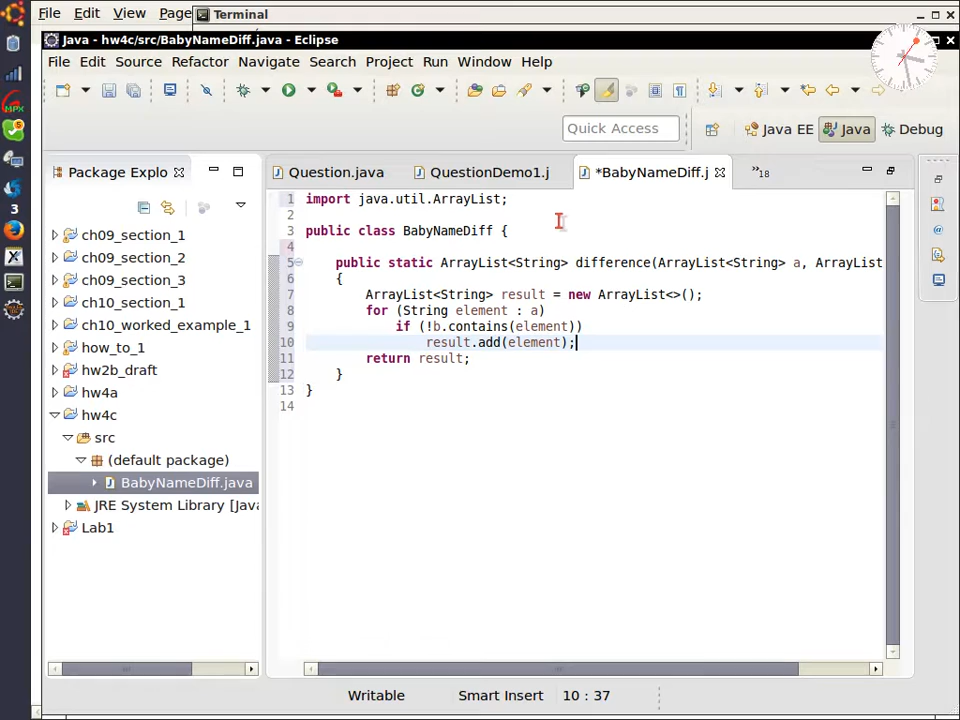 File Edit View Page Terminal
Java - hw4c/src/BabyNameDiff.java - Eclipse
File Edit Source Refactor Navigate Search Project Run Window Help
Quick Access Java EE Java Debug
Package Explo Question.java QuestionDemo1.j *BabyNameDiff.j »18
1 import java.util.ArrayList;
2
3 public class BabyNameDiff {
4
5 public static ArrayList<String> difference(ArrayList<String> a, ArrayList
6 {
7 ArrayList<String> result = new ArrayList<>();
8 for (String element : a)
9 if (!b.contains(element))
10 result.add(element);
11 return result;
12 }
13 }
14
ch09_section_1
ch09_section_2
ch09_section_3
ch10_section_1
ch10_worked_example_1
how_to_1
hw2b_draft
hw4a
hw4c
src
(default package)
BabyNameDiff.java
JRE System Library [Java
Lab1
3
Writable Smart Insert 10 : 37